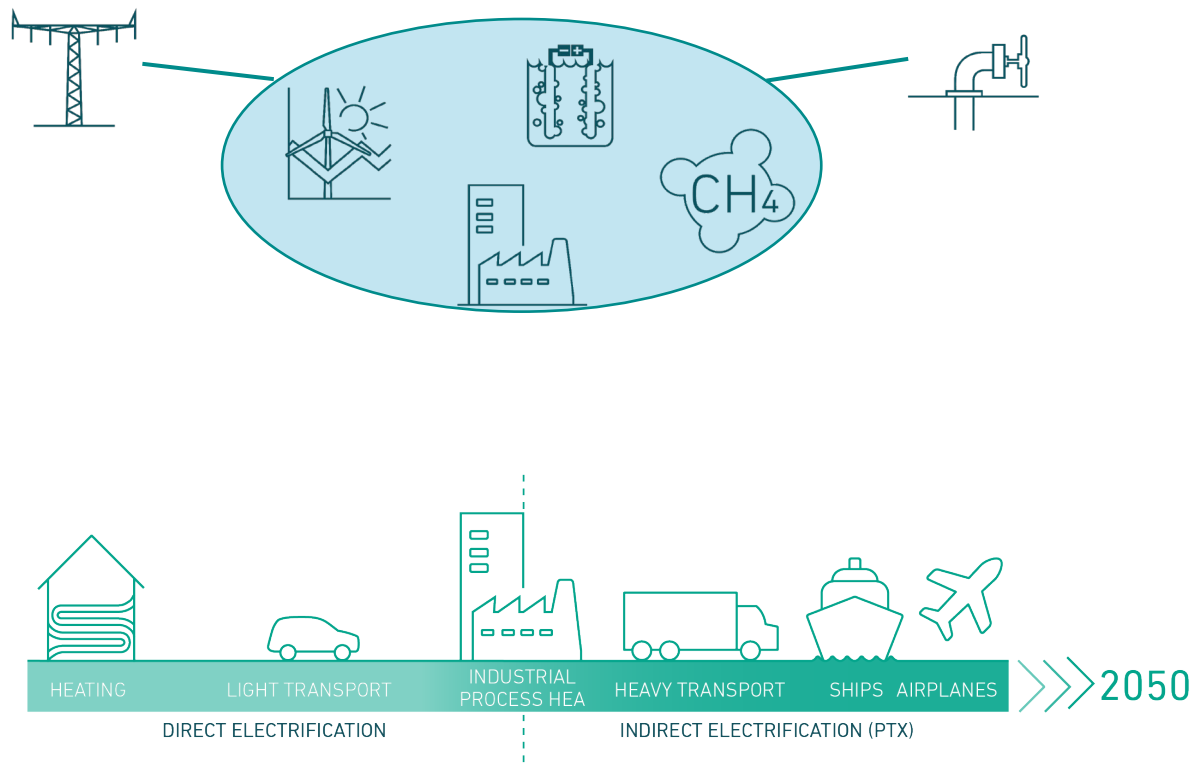 CH4
HEATING
LIGHT TRANSPORT
INDUSTRIAL
PROCESS HEA
HEAVY TRANSPORT
SHIPS
AIRPLANES
2050
DIRECT ELECTRIFICATION
INDIRECT ELECTRIFICATION (PTX)